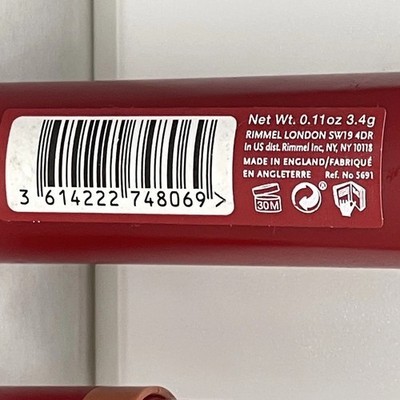 Net Wt. 0.11oz 3.4g
RIMMEL LONDON SW19 4DR
In US dist. Rimmel Inc, NY, NY 10118
MADE IN ENGLAND/FABRIQUÉ
EN ANGLETERRE Ref. No 5691
30M
3 614222 748069 >